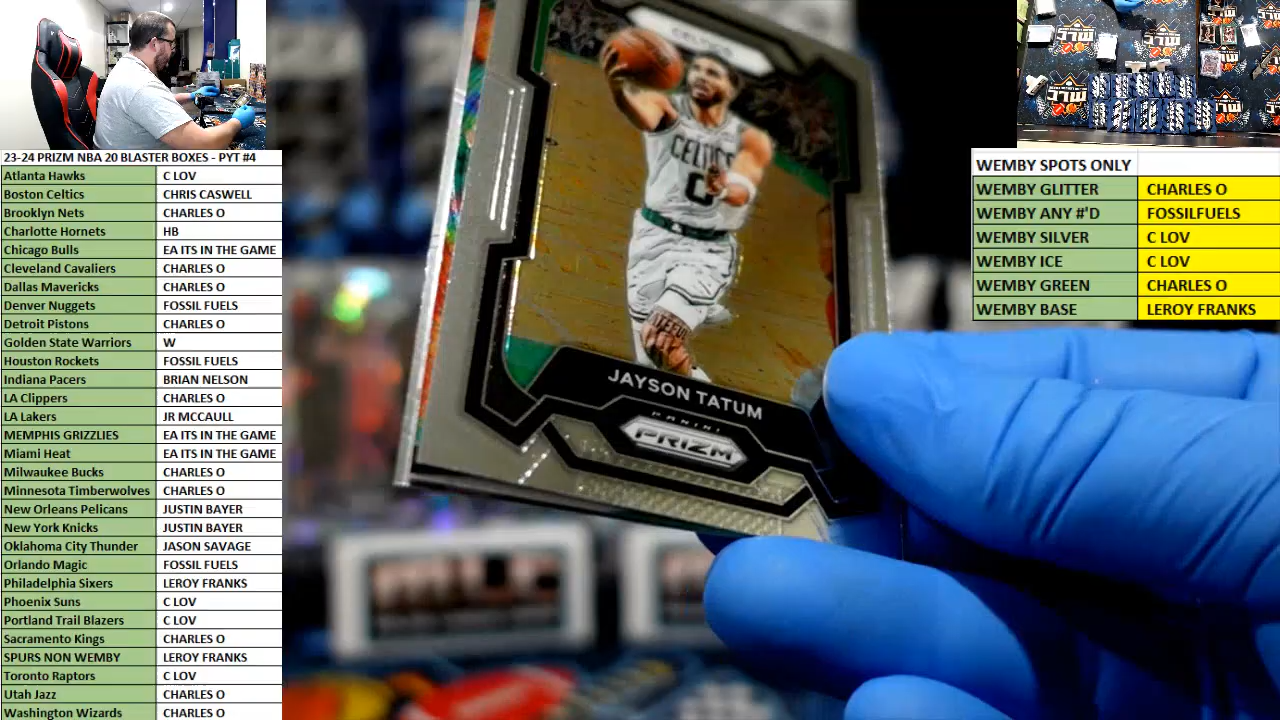 23-24 PRIZM NBA 20 BLASTER BOXES - PYT #4
Atlanta Hawks C LOV
Boston Celtics CHRIS CASWELL
Brooklyn Nets CHARLES O
Charlotte Hornets HB
Chicago Bulls EA ITS IN THE GAME
Cleveland Cavaliers CHARLES O
Dallas Mavericks CHARLES O
Denver Nuggets FOSSIL FUELS
Detroit Pistons CHARLES O
Golden State Warriors W
Houston Rockets FOSSIL FUELS
Indiana Pacers BRIAN NELSON
LA Clippers CHARLES O
LA Lakers JR MCCAULL
MEMPHIS GRIZZLIES EA ITS IN THE GAME
Miami Heat EA ITS IN THE GAME
Milwaukee Bucks CHARLES O
Minnesota Timberwolves CHARLES O
New Orleans Pelicans JUSTIN BAYER
New York Knicks JUSTIN BAYER
Oklahoma City Thunder JASON SAVAGE
Orlando Magic FOSSIL FUELS
Philadelphia Sixers LEROY FRANKS
Phoenix Suns C LOV
Portland Trail Blazers C LOV
Sacramento Kings CHARLES O
SPURS NON WEMBY LEROY FRANKS
Toronto Raptors C LOV
Utah Jazz CHARLES O
Washington Wizards CHARLES O
CELTICS
CELTICS
0
JAYSON TATUM
PANINI
PRIZM
MLC
MLC
MLC
MLC
WEMBY SPOTS ONLY
WEMBY GLITTER CHARLES O
WEMBY ANY #'D FOSSILFUELS
WEMBY SILVER C LOV
WEMBY ICE C LOV
WEMBY GREEN CHARLES O
WEMBY BASE LEROY FRANKS